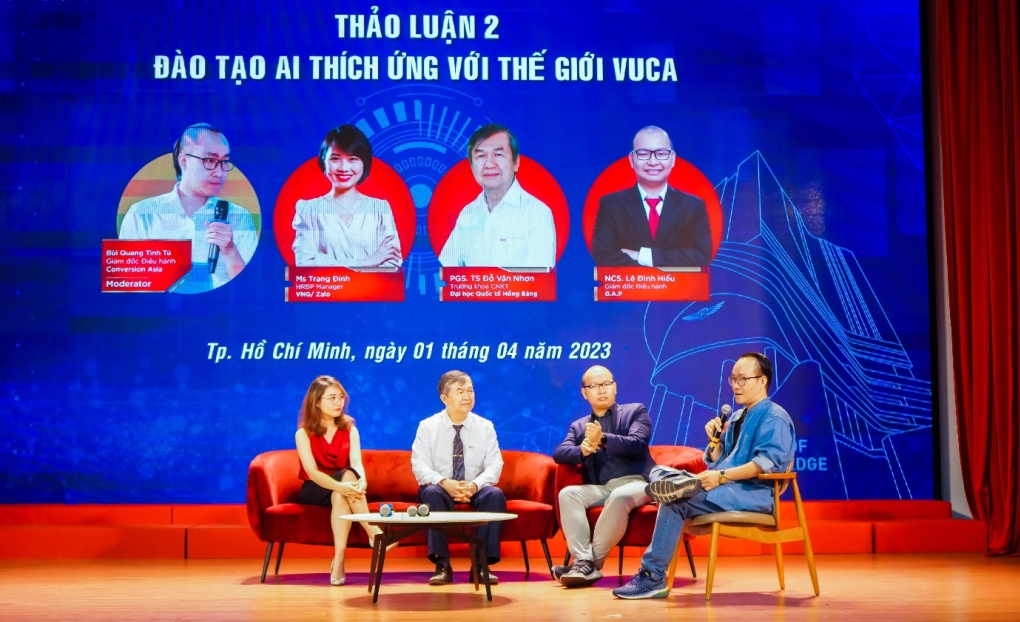 THẢO LUẬN 2
ĐÀO TẠO AI THÍCH ỨNG VỚI THẾ GIỚI VUCA
Bùi Quang Tinh Tú
Giám đốc Điều hành
Conversion Asia
Moderator
Ms Trang Đinh
HRBP Manager
VNG/ Zalo
PGS. TS Đỗ Văn Nhơn
Trưởng khoa CNKT
Đại học Quốc tế Hồng Bàng
NCS. Lê Đình Hiếu
Giám đốc Điều hành
G.A.P
Tp. Hồ Chí Minh, ngày 01 tháng 04 năm 2023
OF
EDGE